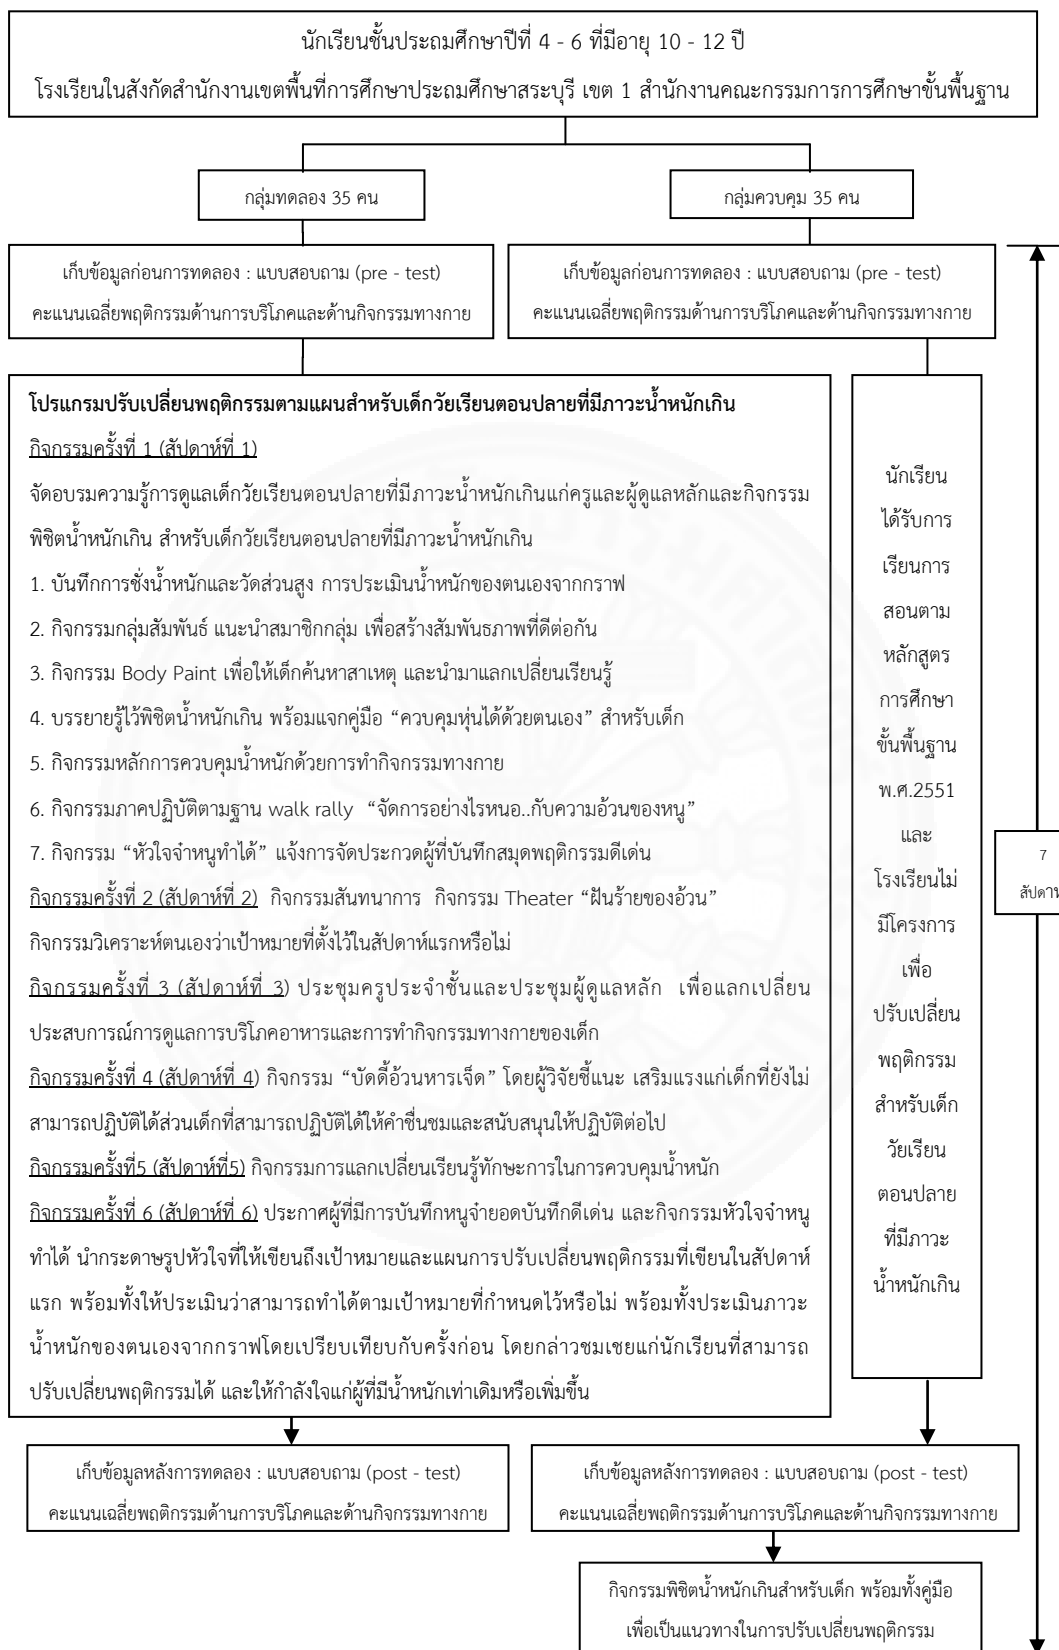 นักเรียนชั้นประถมศึกษาปีที่ 4 - 6 ที่มีอายุ 10 - 12 ปี
โรงเรียนในสังกัดสำนักงานเขตพื้นที่การศึกษาประถมศึกษาสระบุรี เขต 1 สำนักงานคณะกรรมการการศึกษาขั้นพื้นฐาน
กลุ่มทดลอง 35 คน
กลุ่มควบคุม 35 คน
เก็บข้อมูลก่อนการทดลอง : แบบสอบถาม (pre - test)
คะแนนเฉลี่ยพฤติกรรมด้านการบริโภคและด้านกิจกรรมทางกาย
เก็บข้อมูลก่อนการทดลอง : แบบสอบถาม (pre - test)
คะแนนเฉลี่ยพฤติกรรมด้านการบริโภคและด้านกิจกรรมทางกาย
โปรแกรมปรับเปลี่ยนพฤติกรรมตามแผนสำหรับเด็กวัยเรียนตอนปลายที่มีภาวะน้ำหนักเกิน
กิจกรรมครั้งที่ 1 (สัปดาห์ที่ 1)
จัดอบรมความรู้การดูแลเด็กวัยเรียนตอนปลายที่มีภาวะน้ำหนักเกินแก่ครูและผู้ดูแลหลักและกิจกรรม
พิชิตน้ำหนักเกิน สำหรับเด็กวัยเรียนตอนปลายที่มีภาวะน้ำหนักเกิน
1. บันทึกการชั่งน้ำหนักและวัดส่วนสูง การประเมินน้ำหนักของตนเองจากกราฟ
2. กิจกรรมกลุ่มสัมพันธ์ แนะนำสมาชิกกลุ่ม เพื่อสร้างสัมพันธภาพที่ดีต่อกัน
3. กิจกรรม Body Paint เพื่อให้เด็กค้นหาสาเหตุ และนำมาแลกเปลี่ยนเรียนรู้
4. บรรยายรู้ไว้พิชิตน้ำหนักเกิน พร้อมแจกคู่มือ “ควบคุมหุ่นได้ด้วยตนเอง” สำหรับเด็ก
5. กิจกรรมหลักการควบคุมน้ำหนักด้วยการทำกิจกรรมทางกาย
6. กิจกรรมภาคปฏิบัติตามฐาน walk rally “จัดการอย่างไรหนอ..กับความอ้วนของหนู”
7. กิจกรรม “หัวใจจ๋าหนูทำได้” แจ้งการจัดประกวดผู้ที่บันทึกสมุดพฤติกรรมดีเด่น
กิจกรรมครั้งที่ 2 (สัปดาห์ที่ 2) กิจกรรมสันทนาการ กิจกรรม Theater “ฝันร้ายของอ้วน”
กิจกรรมวิเคราะห์ตนเองว่าเป้าหมายที่ตั้งไว้ในสัปดาห์แรกหรือไม่
กิจกรรมครั้งที่ 3 (สัปดาห์ที่ 3) ประชุมครูประจำชั้นและประชุมผู้ดูแลหลัก เพื่อแลกเปลี่ยน
ประสบการณ์การดูแลการบริโภคอาหารและการทำกิจกรรมทางกายของเด็ก
กิจกรรมครั้งที่ 4 (สัปดาห์ที่ 4) กิจกรรม “บัดดี้อ้วนหารเจ็ด” โดยผู้วิจัยชี้แนะ เสริมแรงแก่เด็กที่ยังไม่
สามารถปฏิบัติได้ส่วนเด็กที่สามารถปฏิบัติได้ให้คำชื่นชมและสนับสนุนให้ปฏิบัติต่อไป
กิจกรรมครั้งที่5 (สัปดาห์ที่5) กิจกรรมการแลกเปลี่ยนเรียนรู้ทักษะการในการควบคุมน้ำหนัก
กิจกรรมครั้งที่ 6 (สัปดาห์ที่ 6) ประกาศผู้ที่มีการบันทึกหนูจ๋ายอดบันทึกดีเด่น และกิจกรรมหัวใจจ๋าหนู
ทำได้ นำกระดาษรูปหัวใจที่ให้เขียนถึงเป้าหมายและแผนการปรับเปลี่ยนพฤติกรรมที่เขียนในสัปดาห์
แรก พร้อมทั้งให้ประเมินว่าสามารถทำได้ตามเป้าหมายที่กำหนดไว้หรือไม่ พร้อมทั้งประเมินภาวะ
น้ำหนักของตนเองจากกราฟโดยเปรียบเทียบกับครั้งก่อน โดยกล่าวชมเชยแก่นักเรียนที่สามารถ
ปรับเปลี่ยนพฤติกรรมได้ และให้กำลังใจแก่ผู้ที่มีน้ำหนักเท่าเดิมหรือเพิ่มขึ้น
นักเรียน
ได้รับการ
เรียนการ
สอนตาม
หลักสูตร
การศึกษา
ขั้นพื้นฐาน
พ.ศ.2551
และ
โรงเรียนไม่
มีโครงการ
เพื่อ
ปรับเปลี่ยน
พฤติกรรม
สำหรับเด็ก
วัยเรียน
ตอนปลาย
ที่มีภาวะ
น้ำหนักเกิน
7
สัปดาห์
เก็บข้อมูลหลังการทดลอง : แบบสอบถาม (post - test)
คะแนนเฉลี่ยพฤติกรรมด้านการบริโภคและด้านกิจกรรมทางกาย
เก็บข้อมูลหลังการทดลอง : แบบสอบถาม (post - test)
คะแนนเฉลี่ยพฤติกรรมด้านการบริโภคและด้านกิจกรรมทางกาย
กิจกรรมพิชิตน้ำหนักเกินสำหรับเด็ก พร้อมทั้งคู่มือ
เพื่อเป็นแนวทางในการปรับเปลี่ยนพฤติกรรม